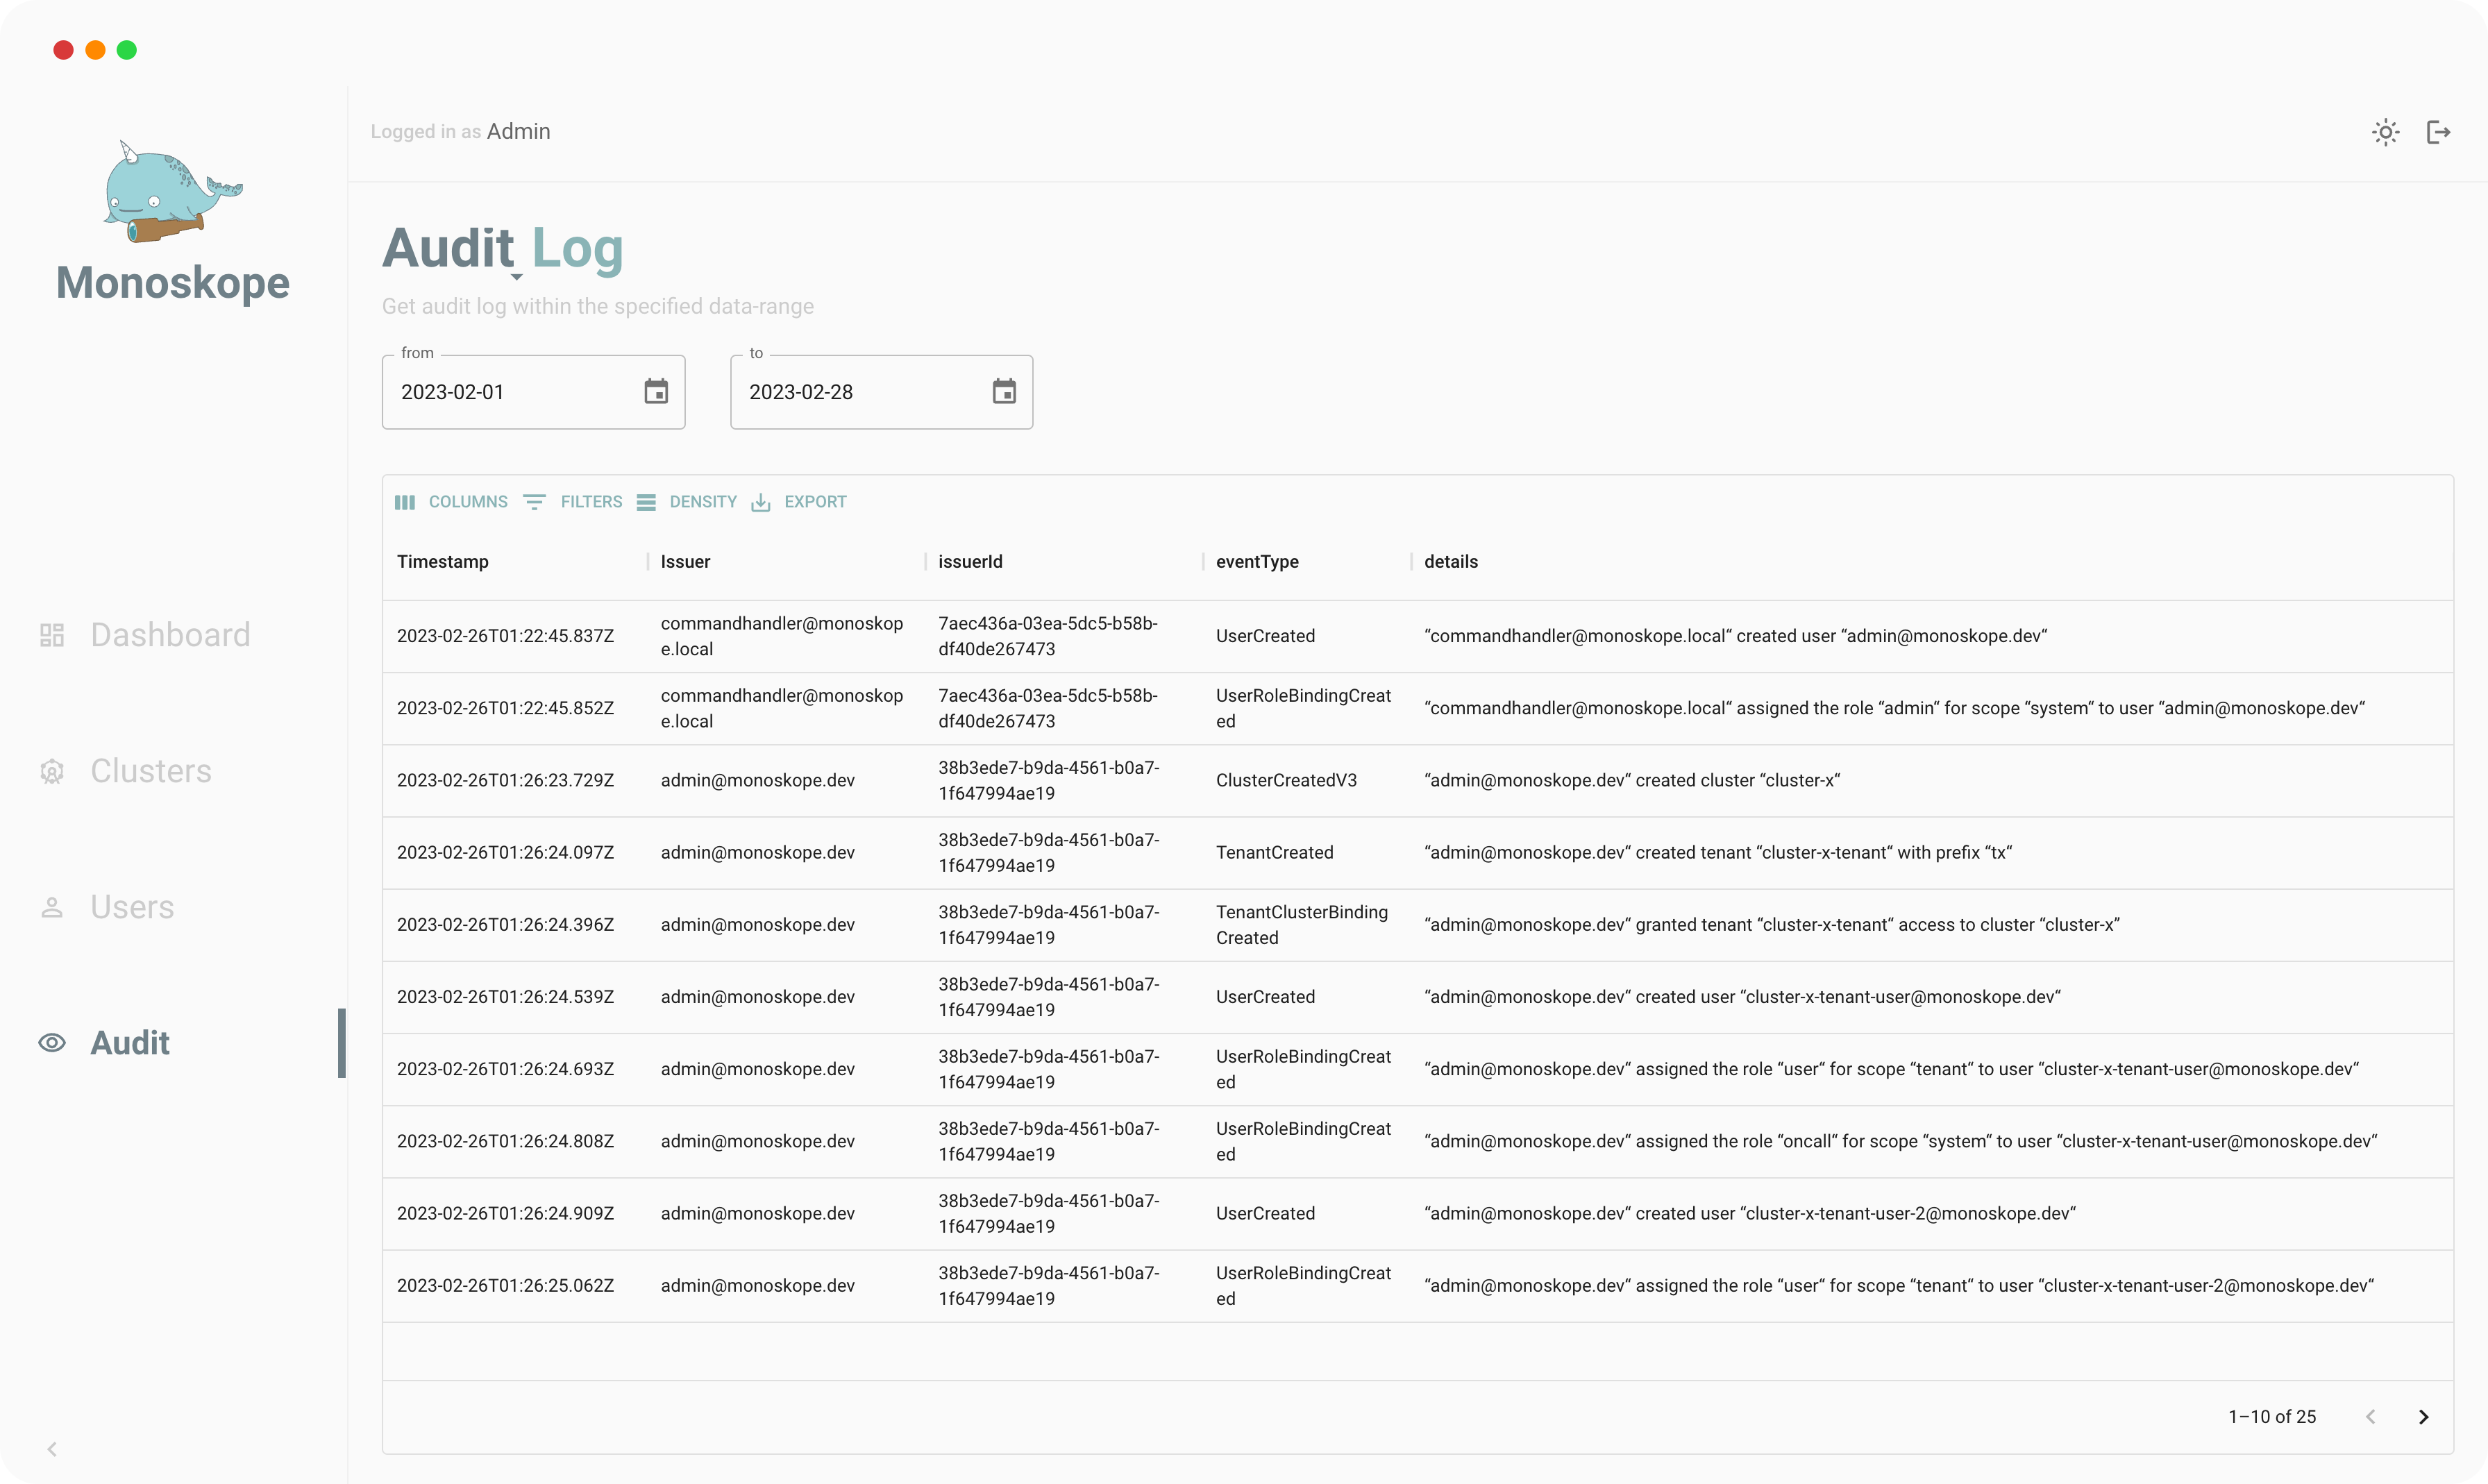 Monoskope
Dashboard
Clusters
Users
Audit
Logged in as Admin
Audit Log
Get audit log within the specified data-range
from
2023-02-01
to
2023-02-28
COLUMNS FILTERS DENSITY EXPORT
Timestamp Issuer issuerId eventType details
2023-02-26T01:22:45.837Z commandhandler@monoskop
e.local 7aec436a-03ea-5dc5-b58b-
df40de267473 UserCreated “commandhandler@monoskope.local“ created user “admin@monoskope.dev“
2023-02-26T01:22:45.852Z commandhandler@monoskop
e.local 7aec436a-03ea-5dc5-b58b-
df40de267473 UserRoleBindingCreat
ed “commandhandler@monoskope.local“ assigned the role “admin“ for scope “system“ to user “admin@monoskope.dev“
2023-02-26T01:26:23.729Z admin@monoskope.dev 38b3ede7-b9da-4561-b0a7-
1f647994ae19 ClusterCreatedV3 “admin@monoskope.dev“ created cluster “cluster-x“
2023-02-26T01:26:24.097Z admin@monoskope.dev 38b3ede7-b9da-4561-b0a7-
1f647994ae19 TenantCreated “admin@monoskope.dev“ created tenant “cluster-x-tenant“ with prefix “tx“
2023-02-26T01:26:24.396Z admin@monoskope.dev 38b3ede7-b9da-4561-b0a7-
1f647994ae19 TenantClusterBinding
Created “admin@monoskope.dev“ granted tenant “cluster-x-tenant“ access to cluster “cluster-x”
2023-02-26T01:26:24.539Z admin@monoskope.dev 38b3ede7-b9da-4561-b0a7-
1f647994ae19 UserCreated “admin@monoskope.dev“ created user “cluster-x-tenant-user@monoskope.dev“
2023-02-26T01:26:24.693Z admin@monoskope.dev 38b3ede7-b9da-4561-b0a7-
1f647994ae19 UserRoleBindingCreat
ed “admin@monoskope.dev“ assigned the role “user“ for scope “tenant“ to user “cluster-x-tenant-user@monoskope.dev“
2023-02-26T01:26:24.808Z admin@monoskope.dev 38b3ede7-b9da-4561-b0a7-
1f647994ae19 UserRoleBindingCreat
ed “admin@monoskope.dev“ assigned the role “oncall“ for scope “system“ to user “cluster-x-tenant-user@monoskope.dev“
2023-02-26T01:26:24.909Z admin@monoskope.dev 38b3ede7-b9da-4561-b0a7-
1f647994ae19 UserCreated “admin@monoskope.dev“ created user “cluster-x-tenant-user-2@monoskope.dev“
2023-02-26T01:26:25.062Z admin@monoskope.dev 38b3ede7-b9da-4561-b0a7-
1f647994ae19 UserRoleBindingCreat
ed “admin@monoskope.dev“ assigned the role “user“ for scope “tenant“ to user “cluster-x-tenant-user-2@monoskope.dev“
1–10 of 25